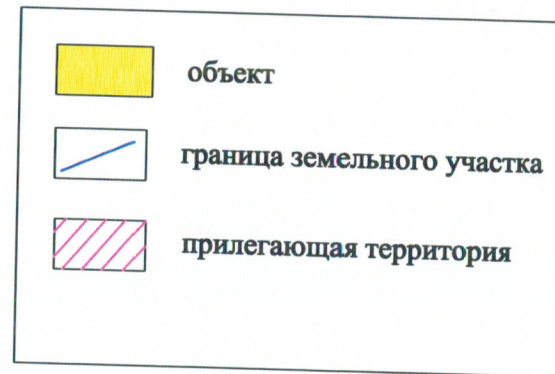 объект
граница земельного участка
прилегающая территория